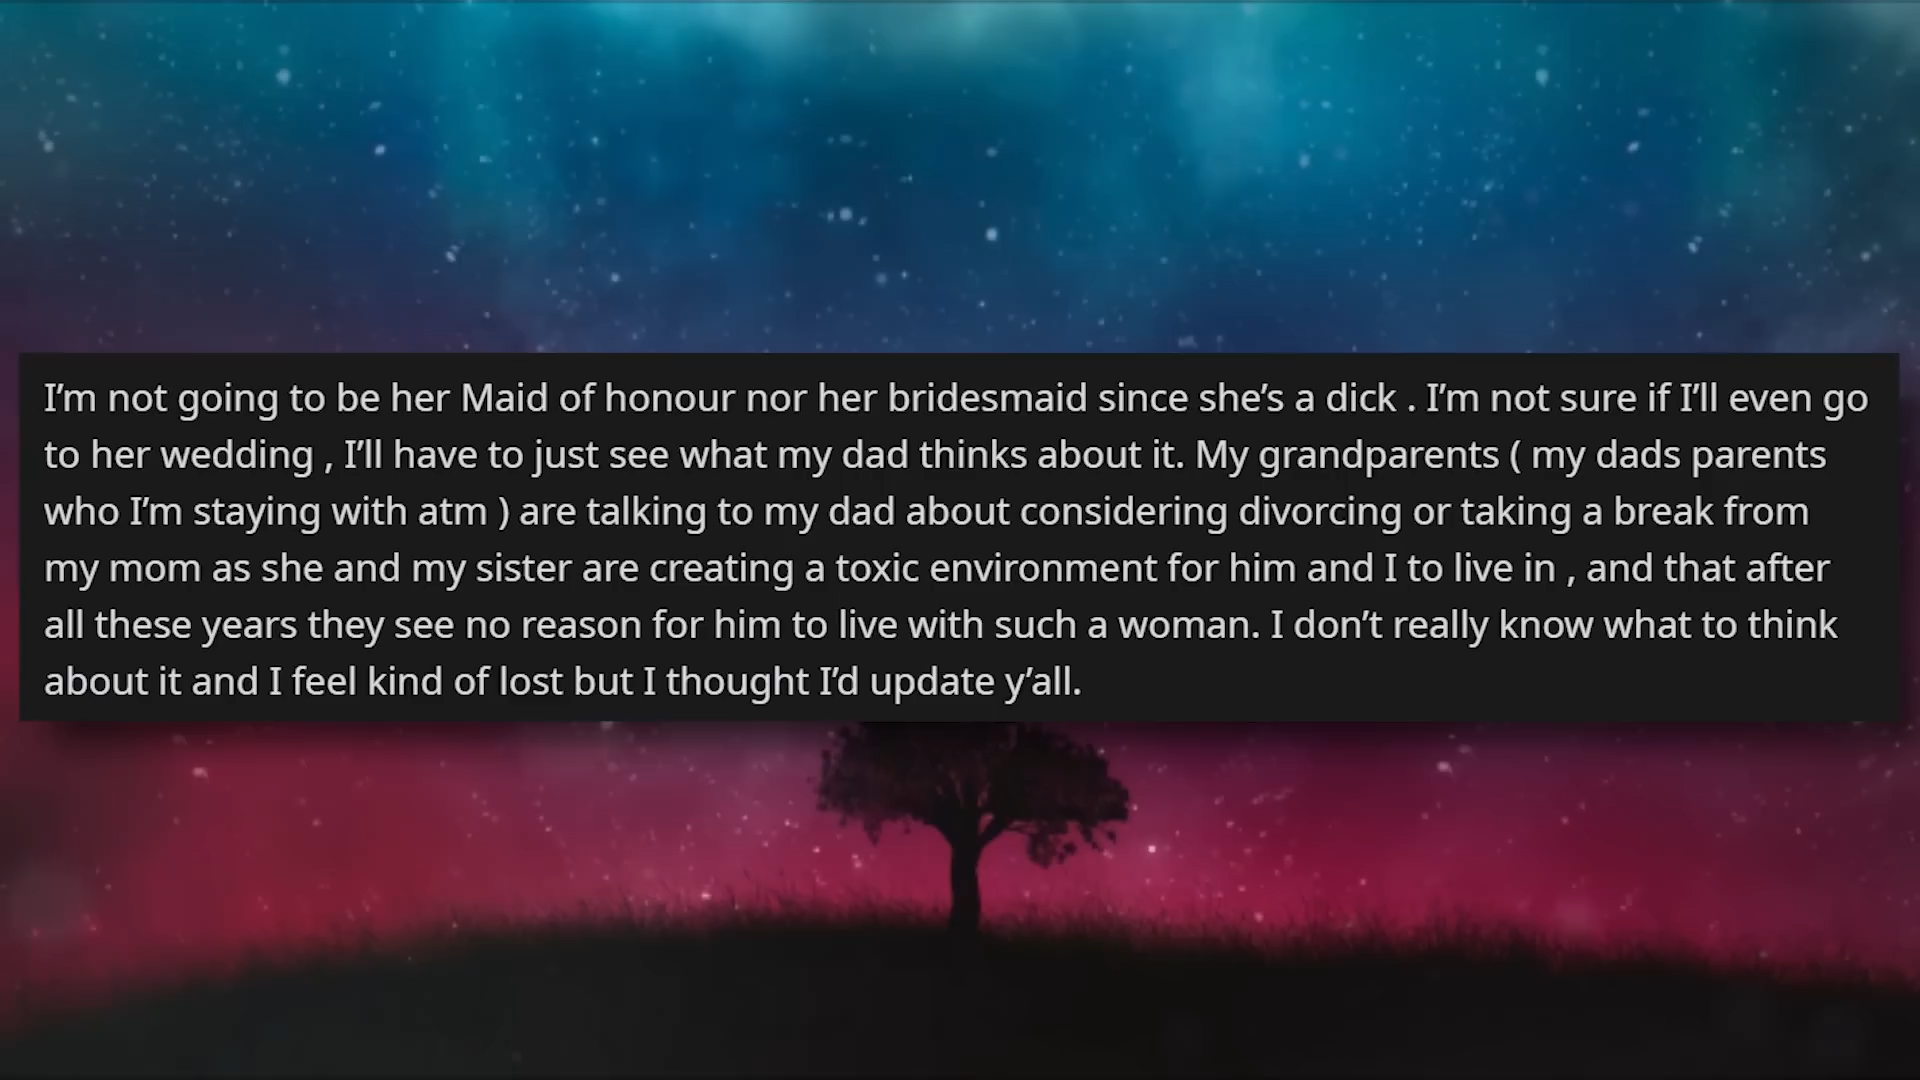 I’m not going to be her Maid of honour nor her bridesmaid since she’s a dick . I’m not sure if I’ll even go
to her wedding , I’ll have to just see what my dad thinks about it. My grandparents ( my dads parents
who I’m staying with atm ) are talking to my dad about considering divorcing or taking a break from
my mom as she and my sister are creating a toxic environment for him and I to live in , and that after
all these years they see no reason for him to live with such a woman. I don’t really know what to think
about it and I feel kind of lost but I thought I’d update y’all.